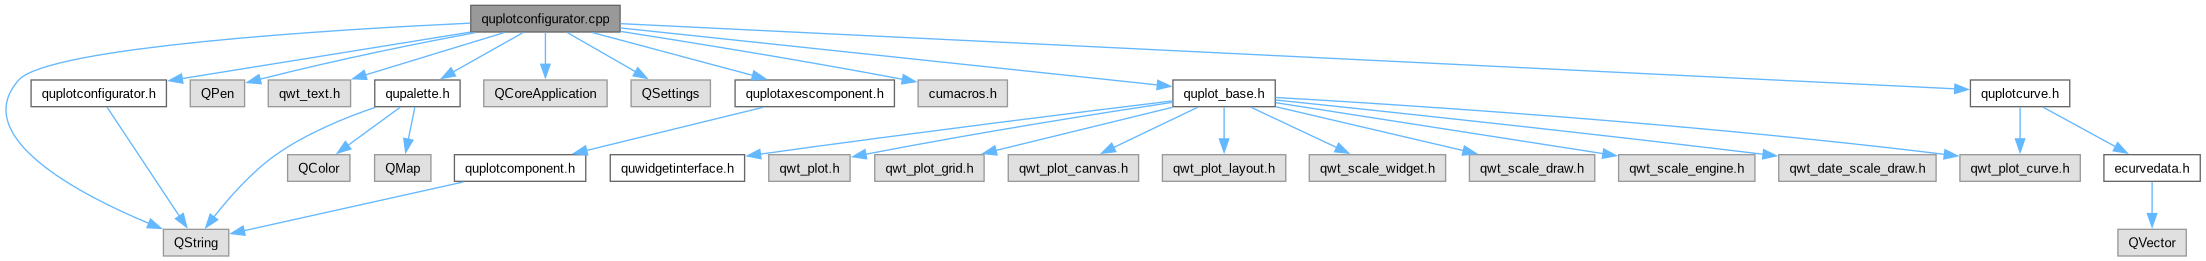 quplotconfigurator.cpp
quplotconfigurator.h
QPen
qwt_text.h
qupalette.h
QCoreApplication
QSettings
quplotaxescomponent.h
cumacros.h
quplot_base.h
quplotcurve.h
QColor
QMap
quplotcomponent.h
quwidgetinterface.h
qwt_plot.h
qwt_plot_grid.h
qwt_plot_canvas.h
qwt_plot_layout.h
qwt_scale_widget.h
qwt_scale_draw.h
qwt_scale_engine.h
qwt_date_scale_draw.h
qwt_plot_curve.h
ecurvedata.h
QString
QVector